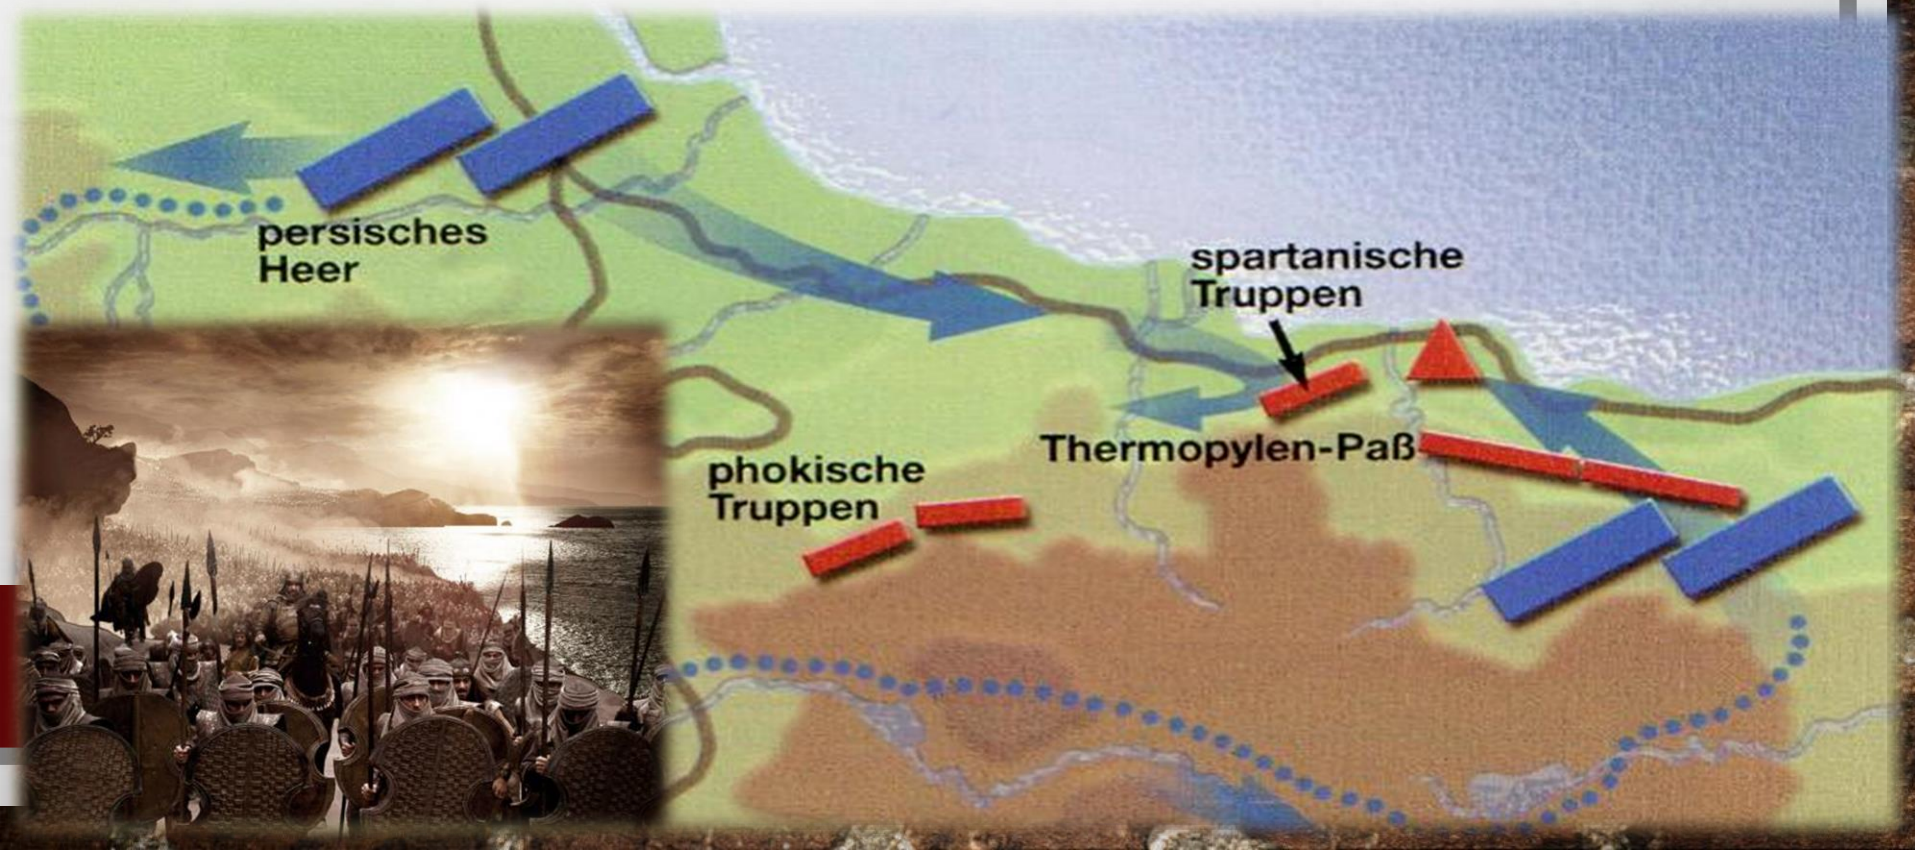 persisches
Heer
spartanische
Truppen
Thermopylen-Paß
phokische
Truppen